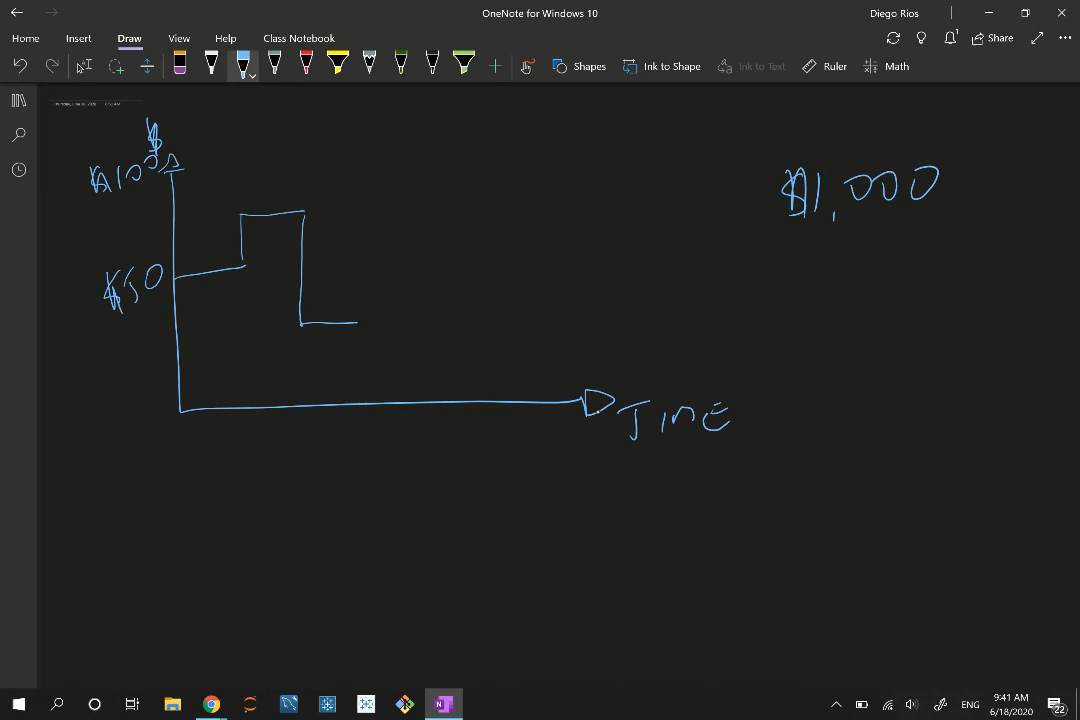 OneNote for Windows 10
Diego Rios
Home Insert Draw View Help Class Notebook
Share
Shapes Ink to Shape Ink to Text Ruler Math
$
$100
$50
$1,000
TIME
ENG
9:41 AM
6/18/2020
22